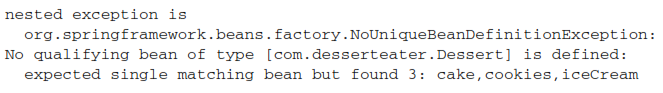 nested exception is
org.springframework.beans.factory.NoUniqueBeanDefinitionException:
No qualifying bean of type [com.desserteater.Dessert] is defined:
expected single matching bean but found 3: cake,cookies,iceCream